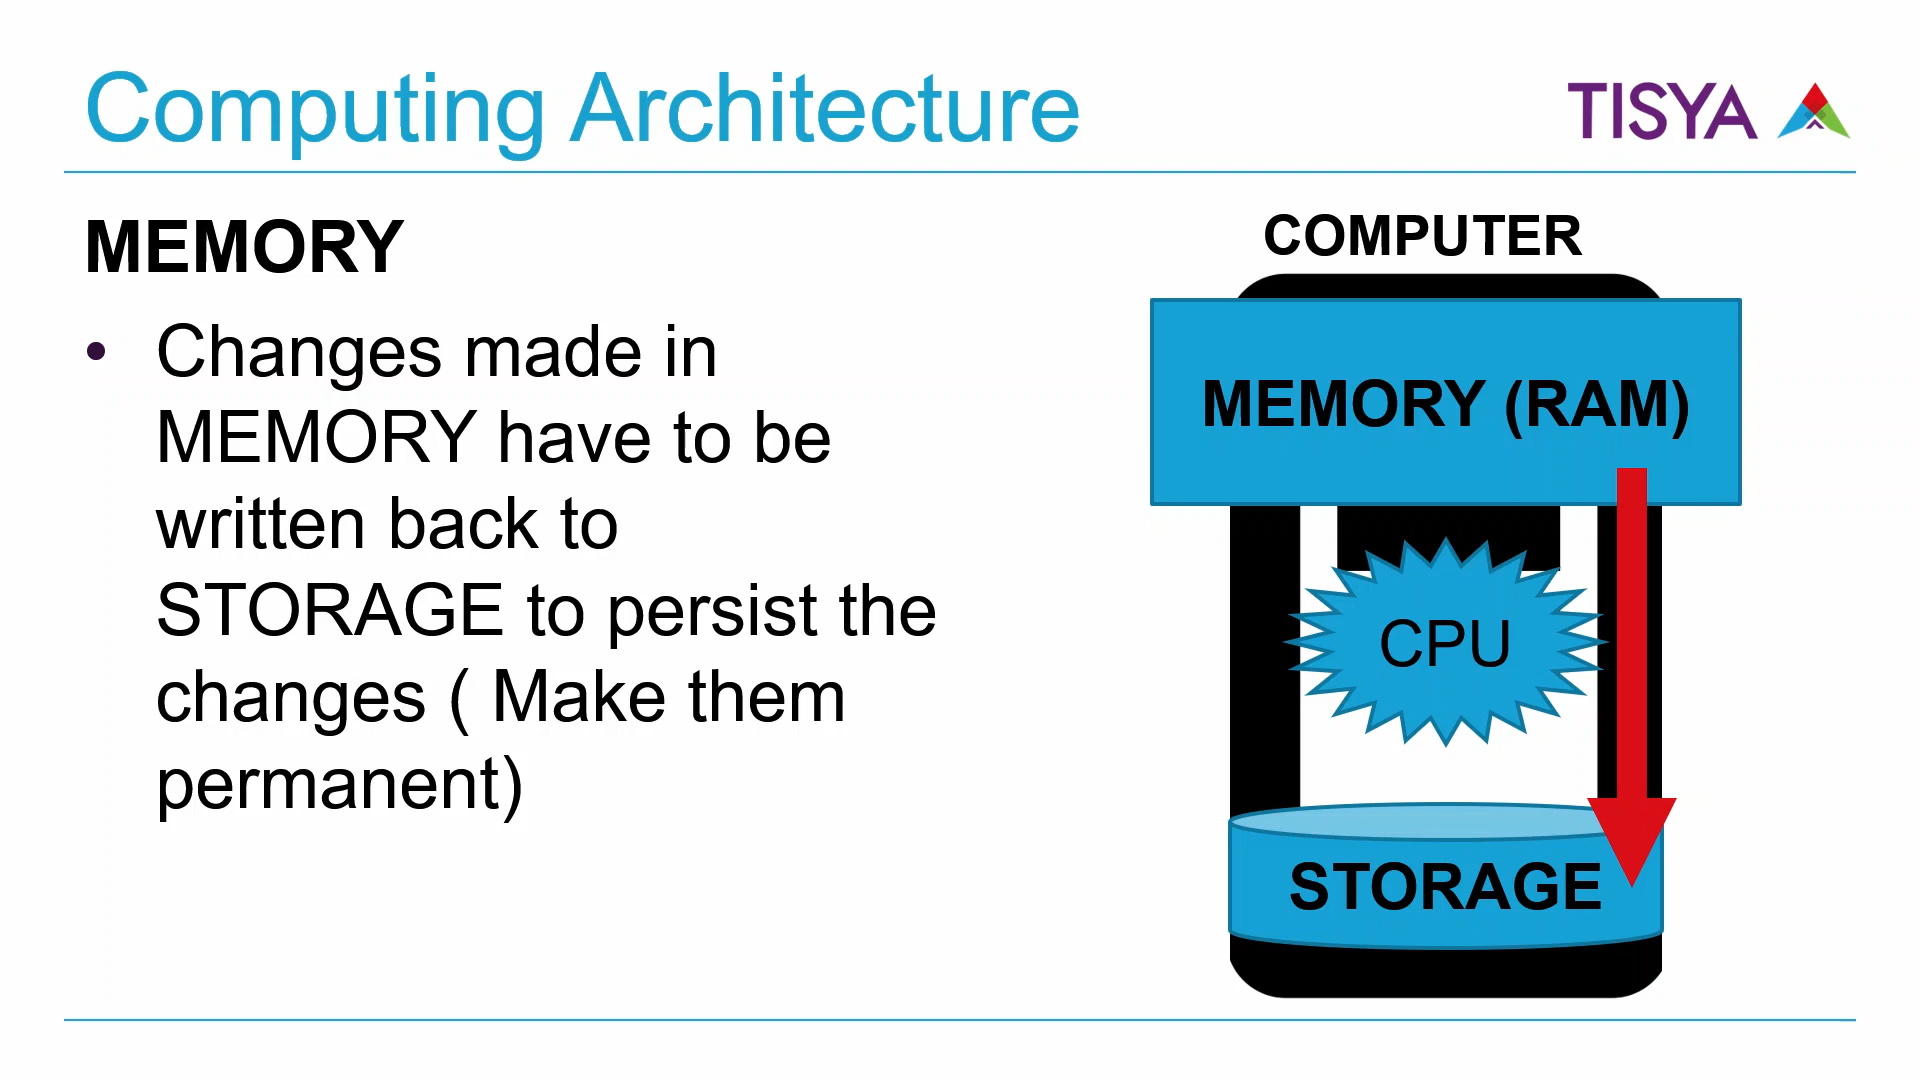 Computing Architecture
TISYA
MEMORY
• Changes made in
MEMORY have to be
written back to
STORAGE to persist the
changes ( Make them
permanent)
COMPUTER
MEMORY (RAM)
CPU
STORAGE